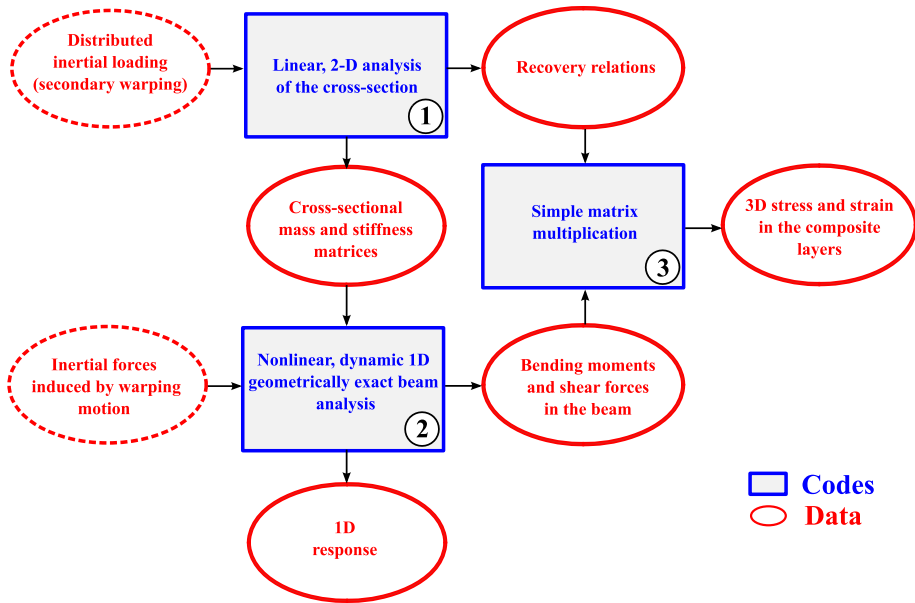 Distributed
inertial loading
(secondary warping)
Linear, 2-D analysis
of the cross-section
1
Recovery relations
Cross-sectional
mass and stiffness
matrices
Simple matrix
multiplication
3
3D stress and strain
in the composite
layers
Inertial forces
induced by warping
motion
Nonlinear, dynamic 1D
geometrically exact beam
analysis
2
Bending moments
and shear forces
in the beam
1D
response
Codes
Data